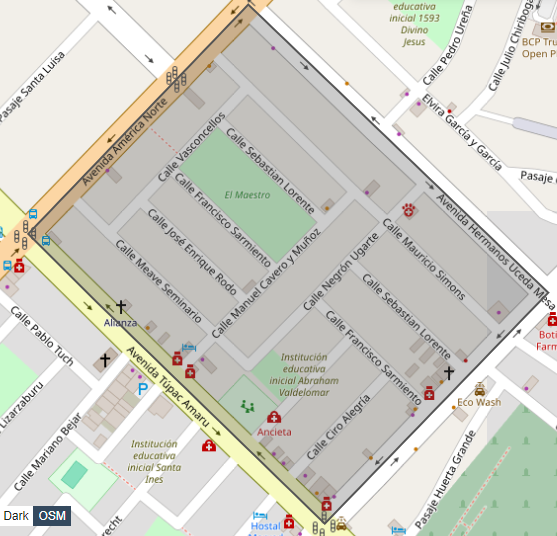 educativa
inicial 1593
Divino
Jesus
Calle Pedro Ureña
Calle Julio Chiriboga
BCP Tru
Open P
Pasaje Santa Luisa
Elvira García y García
Avenida América Norte
Calle Vasconcellos
Calle Sebastian Lorente
Pasaje
El Maestro
Calle Francisco Sarmiento
Avenida Hermanos Uceda Mesa
Calle José Enrique Rodo
Calle Manuel Cavero y Muñoz
Calle Negrón Ugarte
Calle Mauricio Simons
Calle Meave Seminario
Calle Sebastian Lorente
Calle Pablo Tuch
Alianza
Calle Francisco Sarmiento
Boti
Farm
Avenida Túpac Amaru
Institución
educativa
inicial Abraham
Valdelomar
P
Lizarzaburu
Calle Mariano Bejar
Eco Wash
Calle Ciro Alegría
Ancieta
Institución
educativa
inicial Santa
Ines
Pasaje Huerta Grande
Dark OSM
recht
Hostal